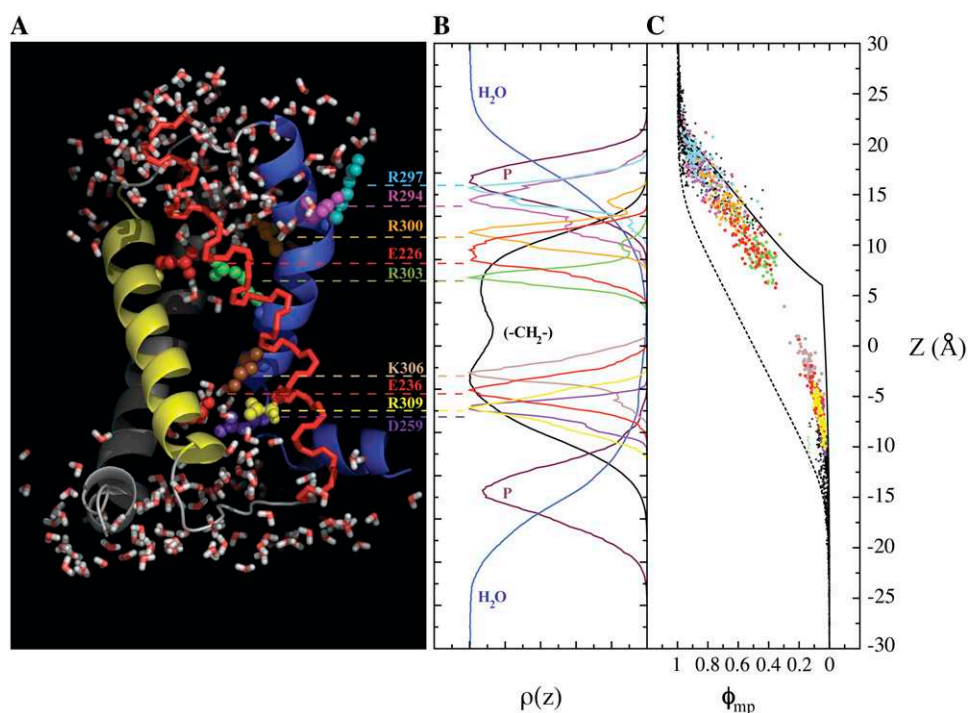 A
B
C
H₂O
P
R297
R294
R300
E226
R303
(-CH₂-)
K306
E236
R309
D259
P
H₂O
30
25
20
15
10
5
0
-5
-10
-15
-20
-25
-30
Z (Å)
1 0.8 0.6 0.4 0.2 0
ρ(z)
ϕmp